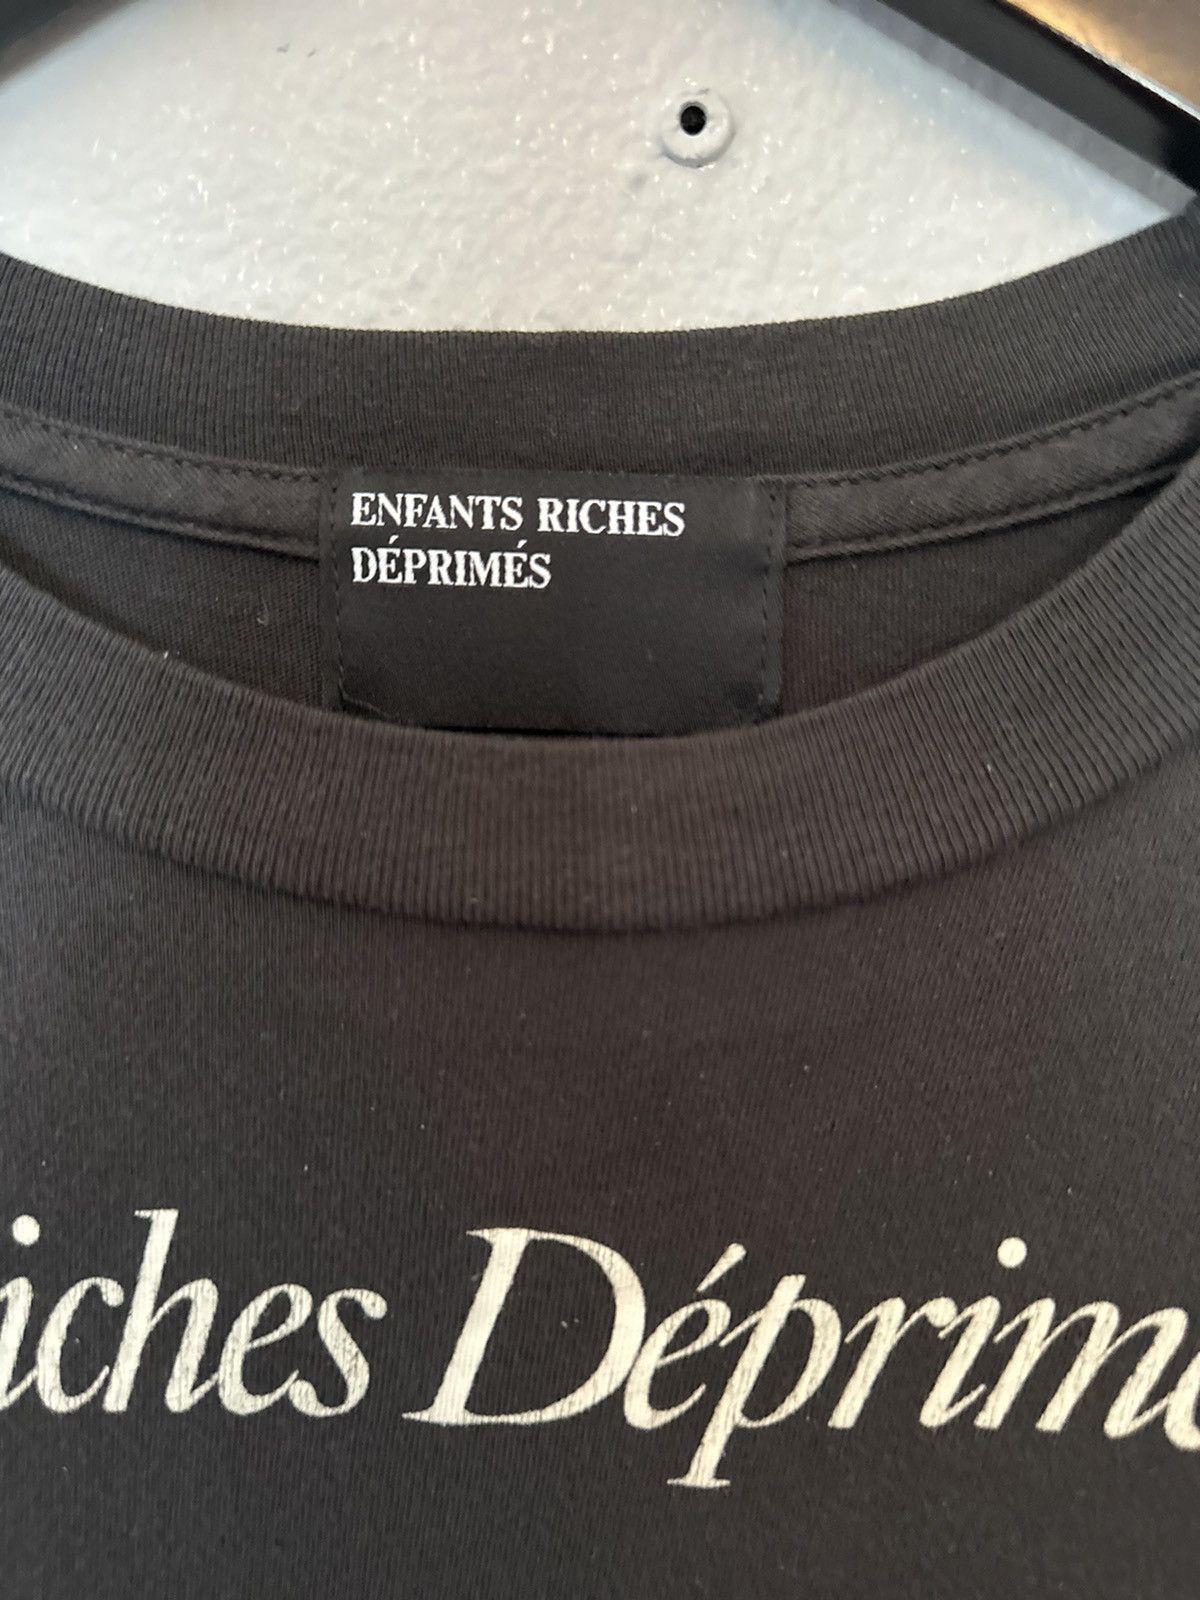 ENFANTS RICHES
DÉPRIMÉS
iches Déprim